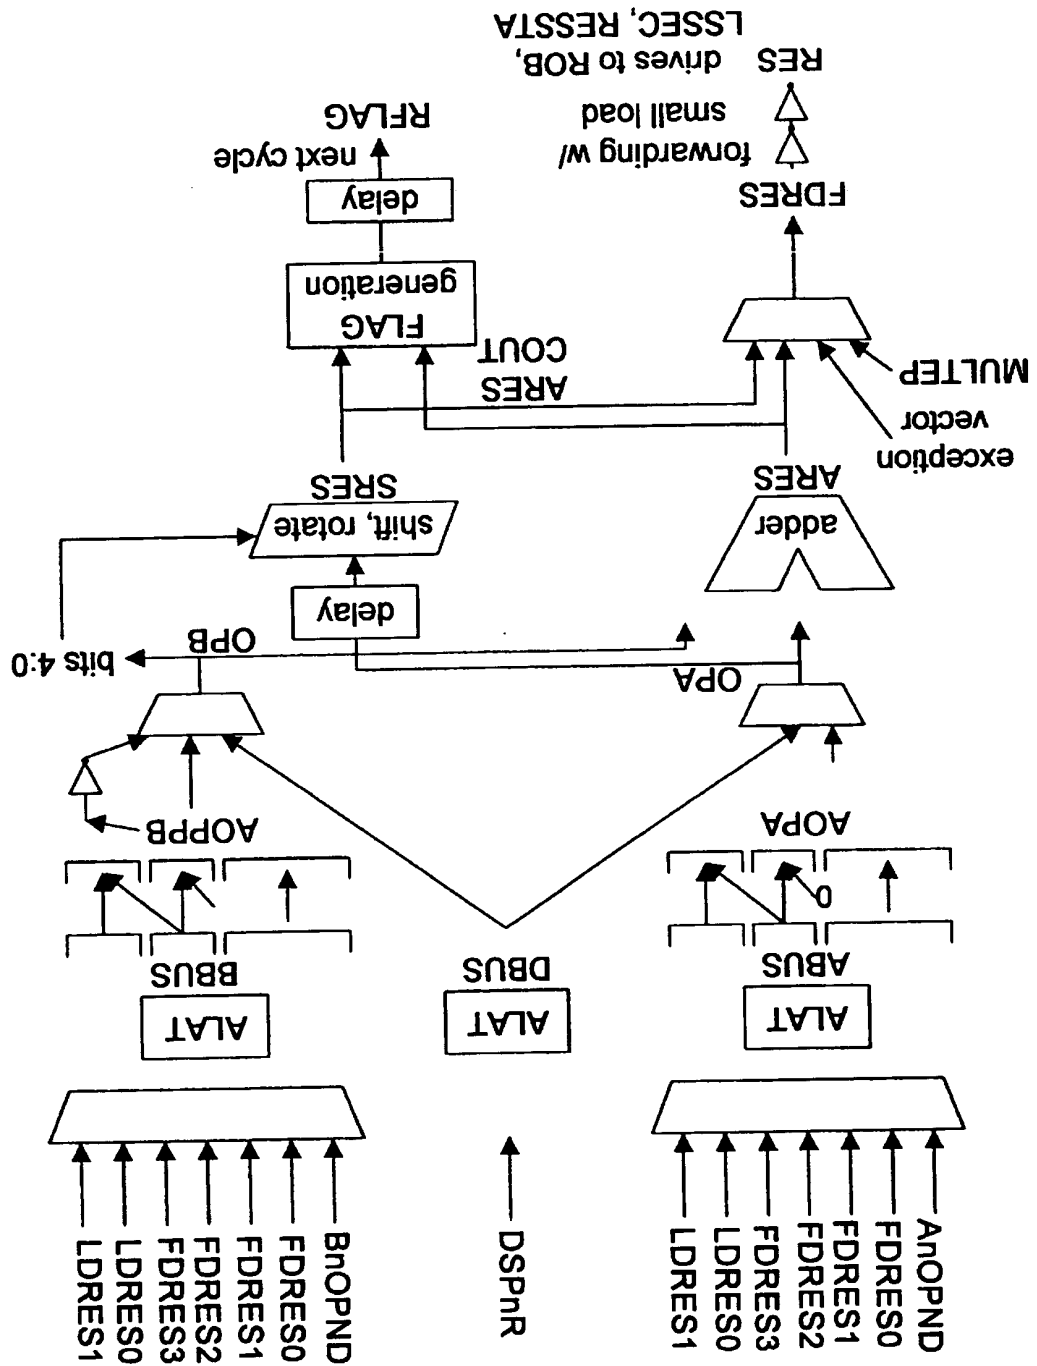 AnOPND
FDRES0
FDRES1
FDRES2
FDRES3
LDRES0
LDRES1
DSPnR
BnOPND
FDRES0
FDRES1
FDRES2
FDRES3
LDRES0
LDRES1
ALAT
ALAT
ALAT
ABUS
DBUS
BBUS
0
AOPA
AOPPB
OPA
OPB
bits 4:0
adder
delay
shift, rotate
ARES
SRES
exception
vector
MULTEP
ARES
COUT
FLAG
generation
FDRES
delay
forwarding w/
small load
next cycle
RFLAG
RES
drives to ROB,
LSSEC, RESSTA